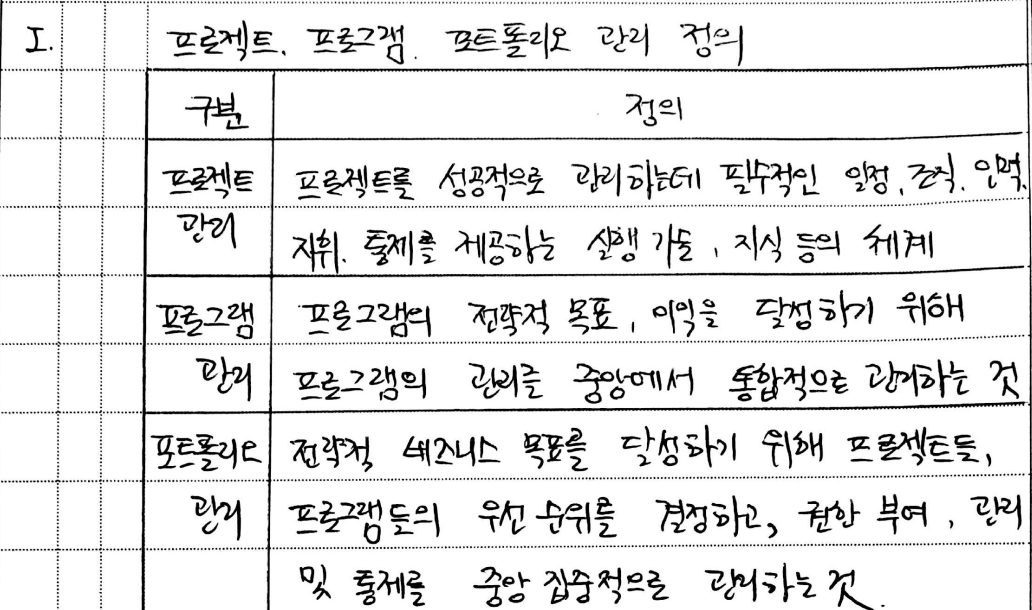 I. 프로젝트. 프로그램. 포트폴리오 관리 정의
구분 정의
프로젝트 프로젝트를 성공적으로 관리하는데 필수적인 일정, 조직. 인력.
관리 지휘. 통제를 제공하는 실행 기술, 지식 등의 체계
프로그램 프로그램의 전략적 목표, 이익을 달성하기 위해
관리 프로그램의 관리를 중앙에서 통합적으로 관리하는 것
포트폴리오 전략적 비즈니스 목표를 달성하기 위해 프로젝트들,
관리 프로그램들의 우선 순위를 결정하고, 권한 부여, 관리
및 통제를 중앙 집중적으로 관리하는 것.